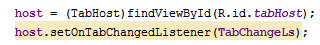 host = (TabHost)findViewById(R.id.tabHost);
host.setOnTabChangedListener(TabChangeLs);